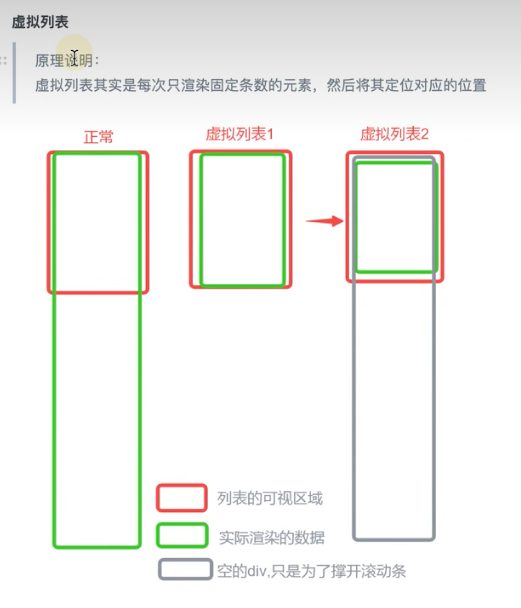 虚拟列表
原理说明：
虚拟列表其实是每次只渲染固定条数的元素，然后将其定位对应的位置
正常
虚拟列表1
虚拟列表2
列表的可视区域
实际渲染的数据
空的div,只是为了撑开滚动条